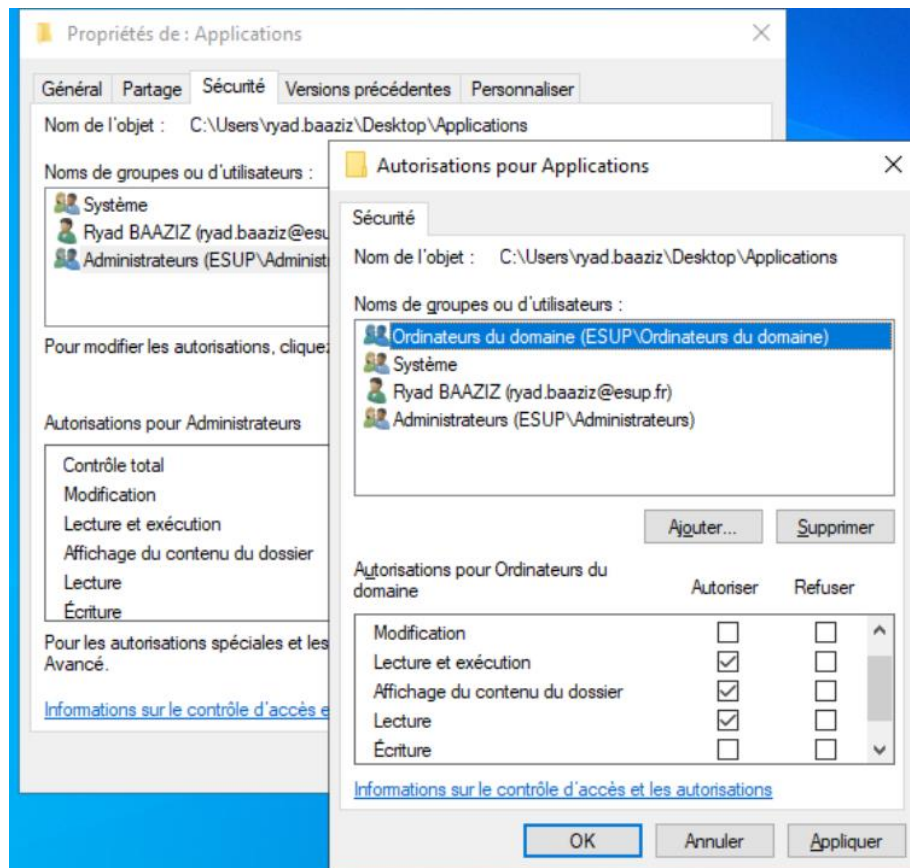 Propriétés de : Applications
Général Partage Sécurité Versions précédentes Personnaliser
Nom de l'objet : C:\Users\ryad.baaziz\Desktop\Applications
Noms de groupes ou d'utilisateurs :
Système
Ryad BAAZIZ (ryad.baaziz@esu
Administrateurs (ESUP\Administ
Pour modifier les autorisations, cliquez
Autorisations pour Administrateurs
Contrôle total
Modification
Lecture et exécution
Affichage du contenu du dossier
Lecture
Écriture
Pour les autorisations spéciales et les
Avancé.
Informations sur le contrôle d'accès e
Autorisations pour Applications
Sécurité
Nom de l'objet : C:\Users\ryad.baaziz\Desktop\Applications
Noms de groupes ou d'utilisateurs :
Ordinateurs du domaine (ESUP\Ordinateurs du domaine)
Système
Ryad BAAZIZ (ryad.baaziz@esup.fr)
Administrateurs (ESUP\Administrateurs)
Ajouter... Supprimer
Autorisations pour Ordinateurs du
domaine Autoriser Refuser
Modification
Lecture et exécution
Affichage du contenu du dossier
Lecture
Écriture
Informations sur le contrôle d'accès et les autorisations
OK Annuler Appliquer